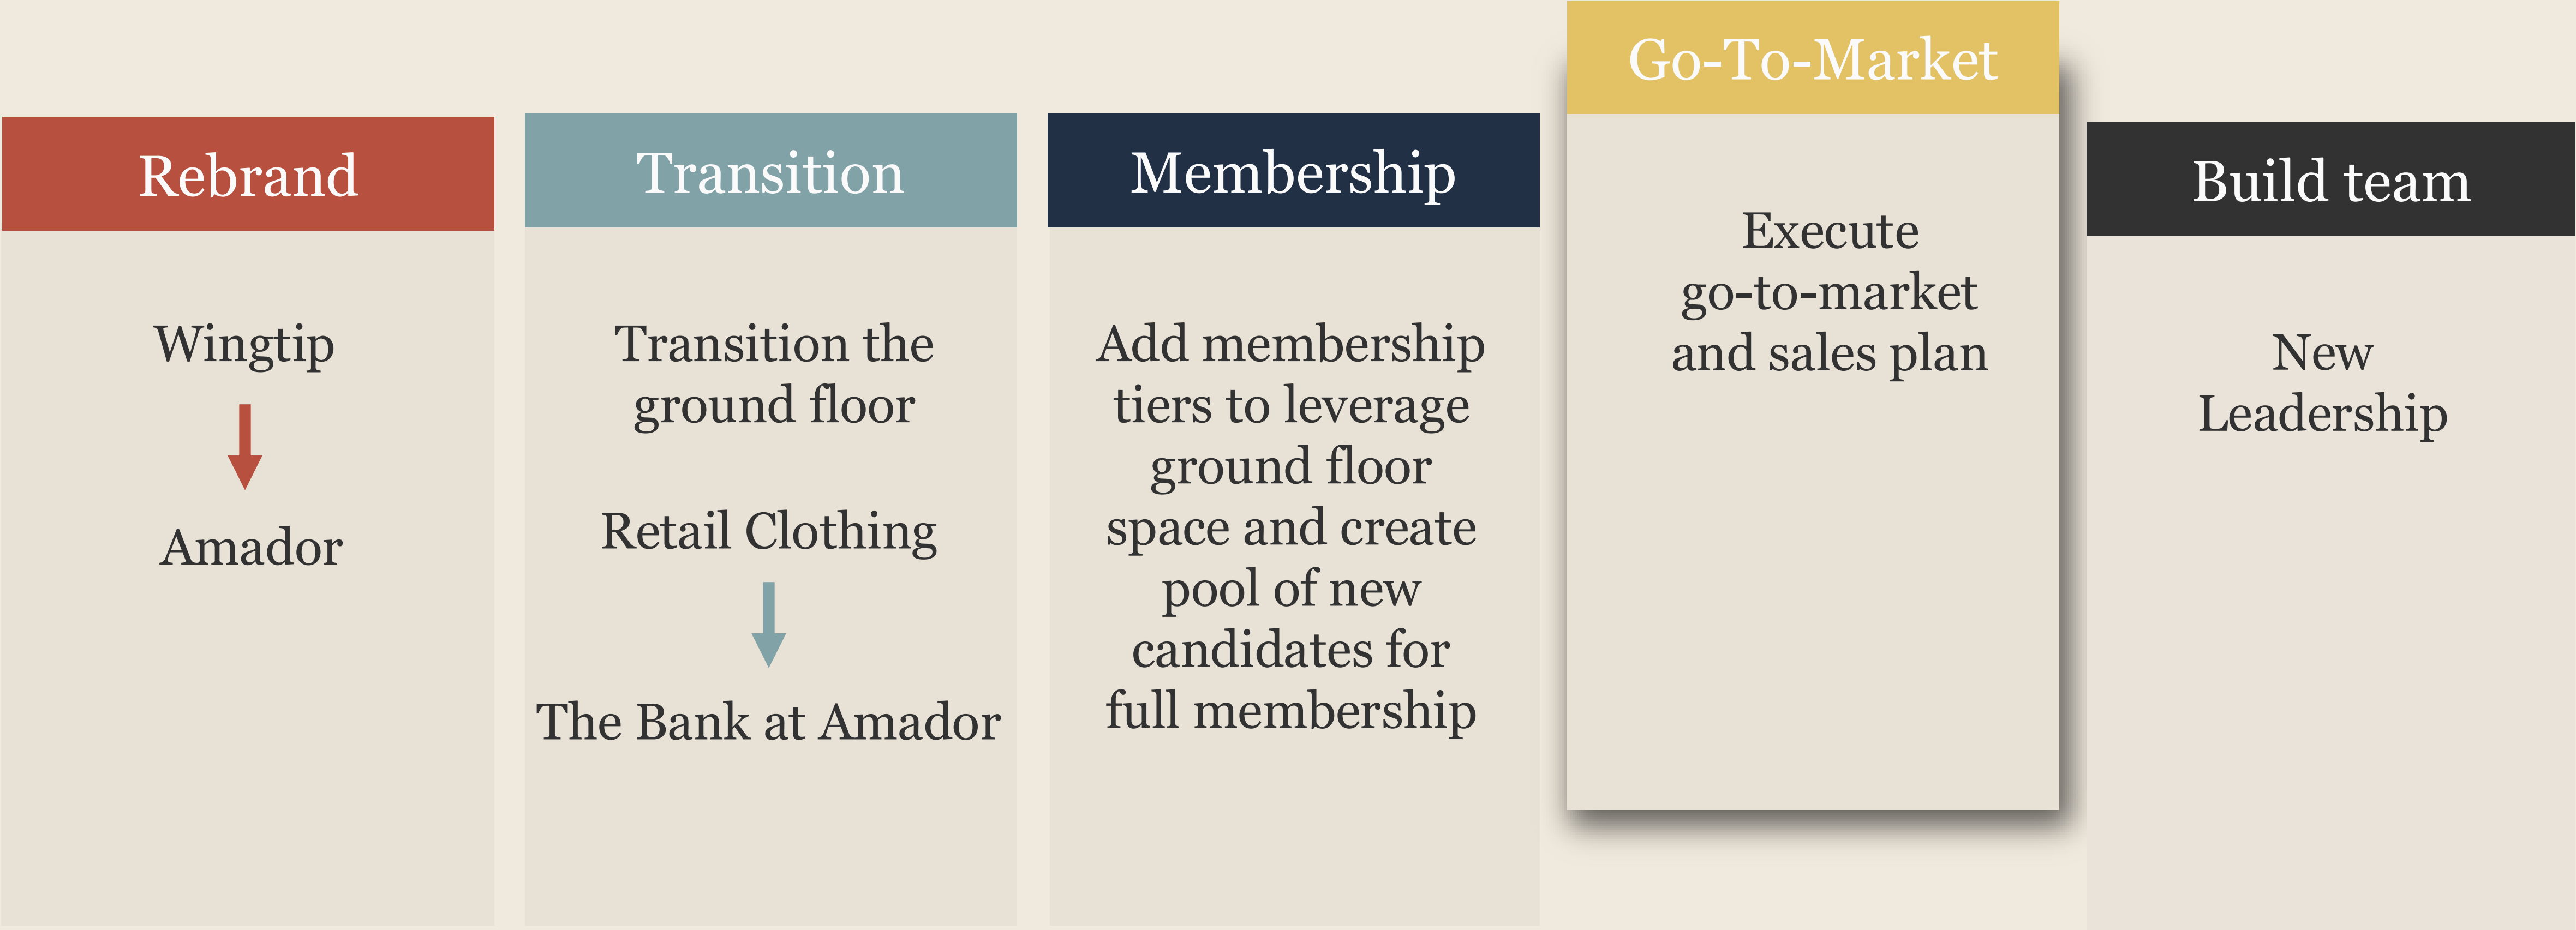 Rebrand
Wingtip
Amador
Transition
Transition the
ground floor
Retail Clothing
The Bank at Amador
Membership
Add membership
tiers to leverage
ground floor
space and create
pool of new
candidates for
full membership
Go-To-Market
Execute
go-to-market
and sales plan
Build team
New
Leadership